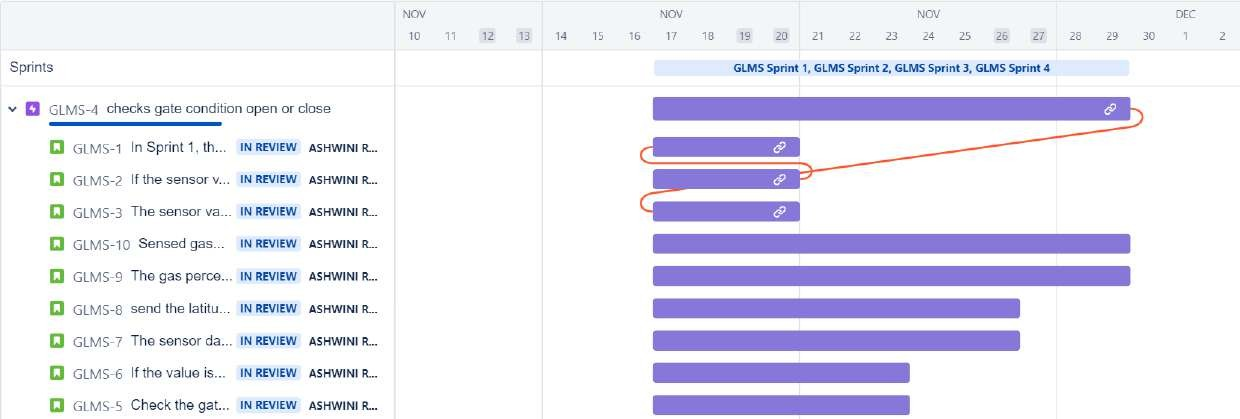 NOV NOV NOV DEC
10 11 12 13 14 15 16 17 18 19 20 21 22 23 24 25 26 27 28 29 30 1 2
Sprints GLMS Sprint 1, GLMS Sprint 2, GLMS Sprint 3, GLMS Sprint 4
GLMS-4 checks gate condition open or close
GLMS-1 In Sprint 1, th... IN REVIEW ASHWINI R...
GLMS-2 If the sensor v... IN REVIEW ASHWINI R...
GLMS-3 The sensor va... IN REVIEW ASHWINI R...
GLMS-10 Sensed gas... IN REVIEW ASHWINI R...
GLMS-9 The gas perce... IN REVIEW ASHWINI R...
GLMS-8 send the latitu... IN REVIEW ASHWINI R...
GLMS-7 The sensor da... IN REVIEW ASHWINI R...
GLMS-6 If the value is... IN REVIEW ASHWINI R...
GLMS-5 Check the gat... IN REVIEW ASHWINI R...